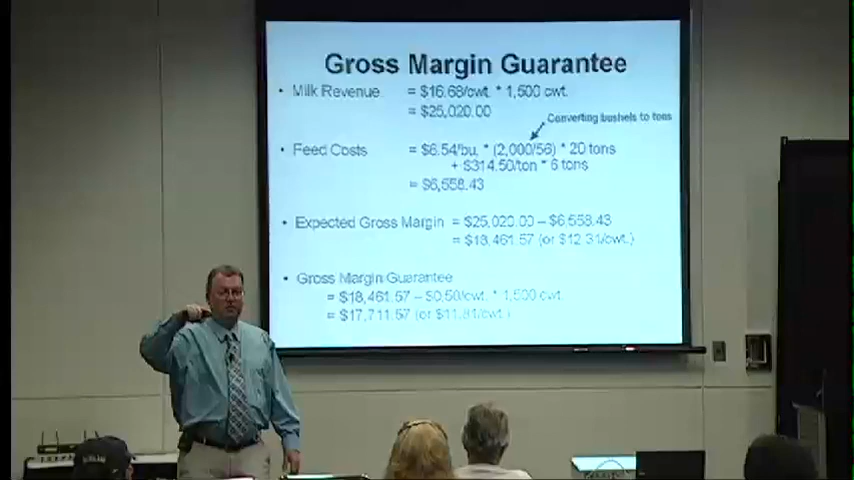 Gross Margin Guarantee
• Milk Revenue = $16.68/cwt. * 1,500 cwt.
= $25,020.00
Converting bushels to tons
• Feed Costs = $6.54/bu. * (2,000/56) * 20 tons
+ $314.50/ton * 6 tons
= $6,558.43
• Expected Gross Margin = $25,020.00 – $6,558.43
= $18,461.57 (or $12.31/cwt.)
• Gross Margin Guarantee
= $18,461.57 – $0.50/cwt. * 1,500 cwt.
= $17,711.57 (or $11.81/cwt.)